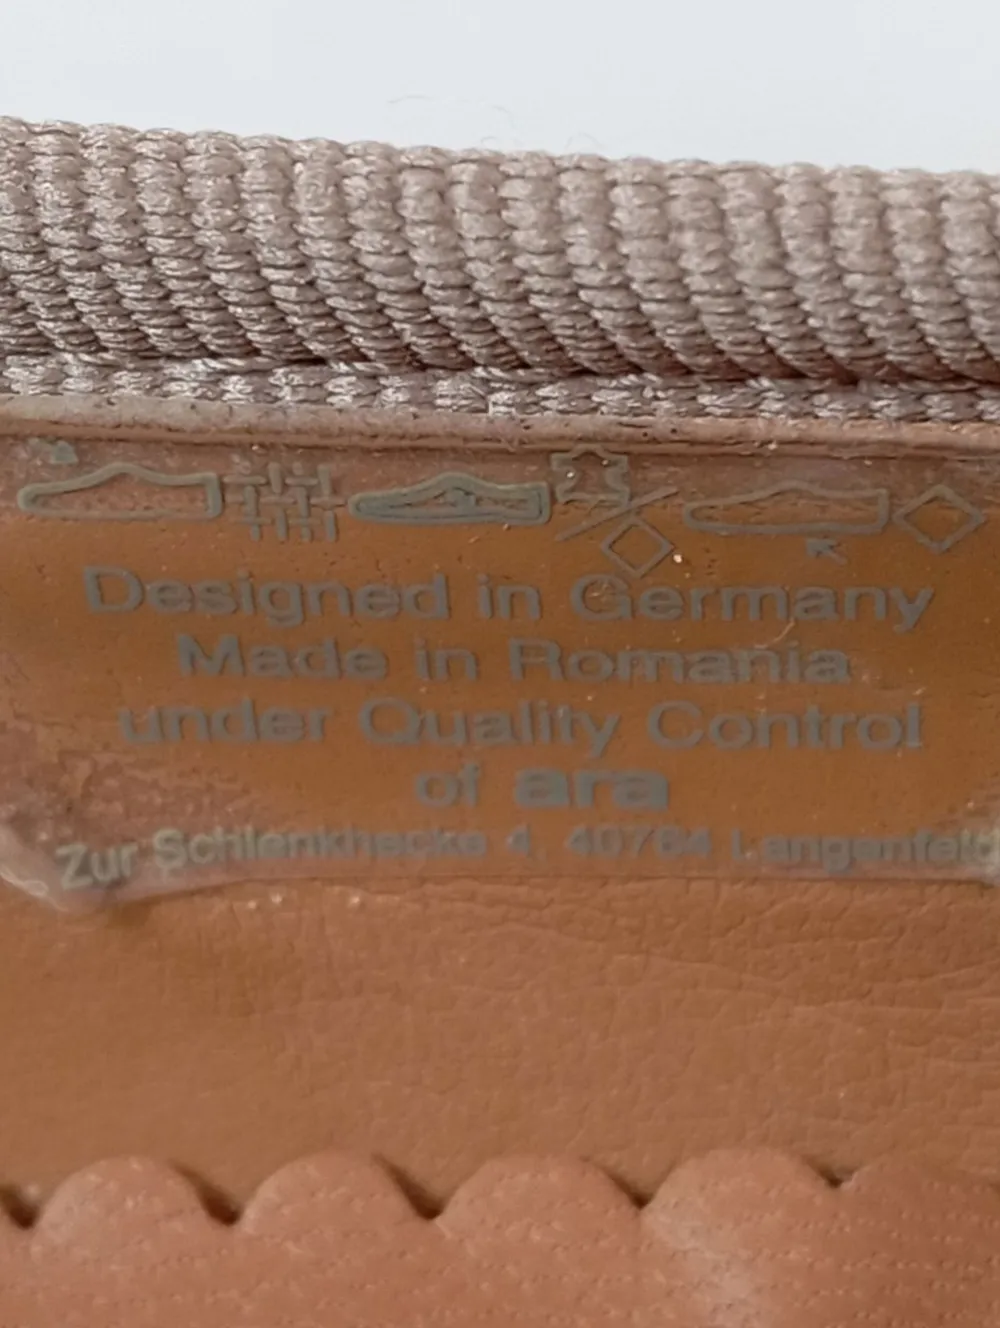 Designed in Germany
Made in Romania
under Quality Control
of ara
Zur Schlenkhecke 4, 40764 Langenfeld